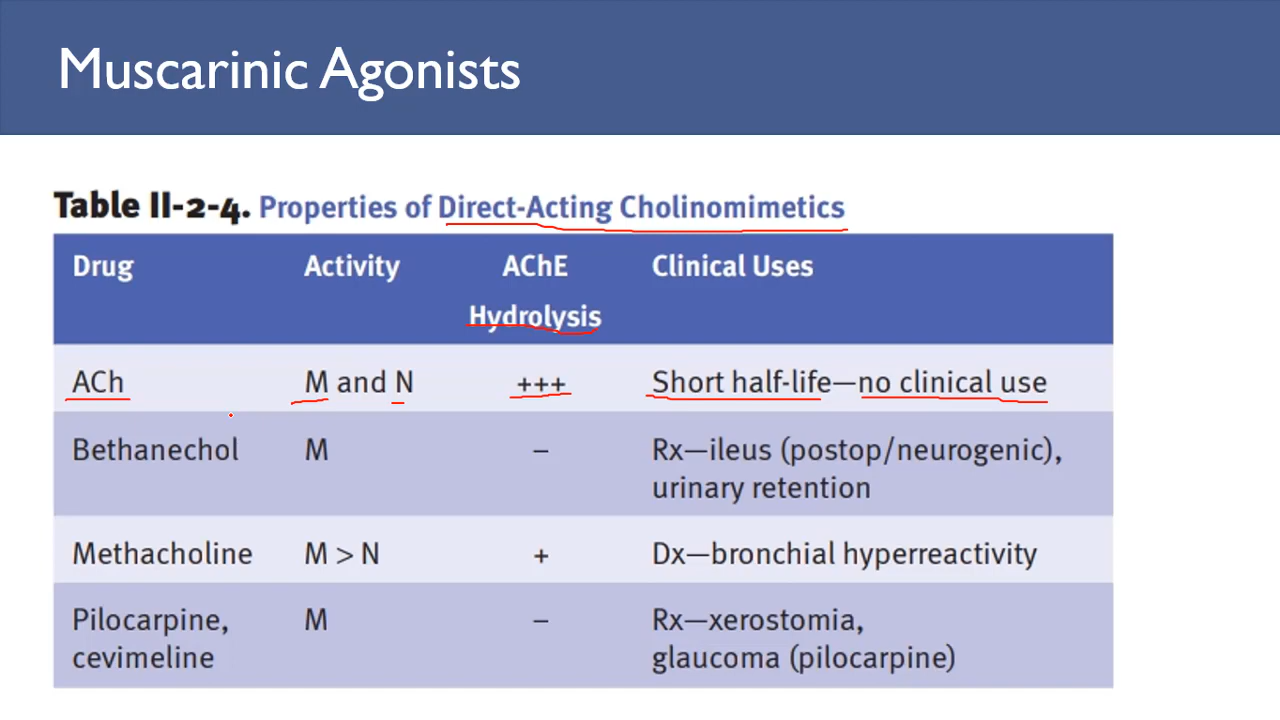 Muscarinic Agonists
Table II-2-4. Properties of Direct-Acting Cholinomimetics
Drug Activity AChE Clinical Uses
Hydrolysis
ACh M and N +++ Short half-life—no clinical use
Bethanechol M – Rx—ileus (postop/neurogenic),
urinary retention
Methacholine M > N + Dx—bronchial hyperreactivity
Pilocarpine, M – Rx—xerostomia,
cevimeline glaucoma (pilocarpine)